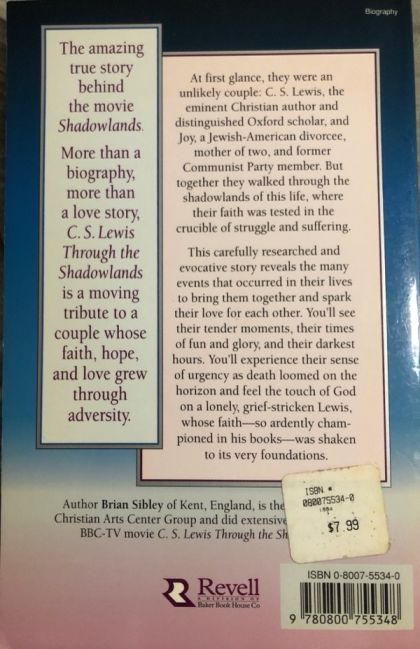 Biography
The amazing
true story
behind
the movie
Shadowlands.
More than a
biography,
more than
a love story,
C. S. Lewis
Through the
Shadowlands
is a moving
tribute to a
couple whose
faith, hope,
and love grew
through
adversity.
At first glance, they were an
unlikely couple: C. S. Lewis, the
eminent Christian author and
distinguished Oxford scholar, and
Joy, a Jewish-American divorcee,
mother of two, and former
Communist Party member. But
together they walked through the
shadowlands of this life, where
their faith was tested in the
crucible of struggle and suffering.
This carefully researched and
evocative story reveals the many
events that occurred in their lives
to bring them together and spark
their love for each other. You'll see
their tender moments, their times
of fun and glory, and their darkest
hours. You'll experience their sense
of urgency as death loomed on the
horizon and feel the touch of God
on a lonely, grief-stricken Lewis,
whose faith—so ardently cham-
pioned in his books—was shaken
to its very foundations.
Author Brian Sibley of Kent, England, is the
Christian Arts Center Group and did extensive
BBC-TV movie C. S. Lewis Through the Sh
ISBN
080075534-0
$7.99
Revell
A DIVISION OF
Baker Book House Co
ISBN 0-8007-5534-0
9 780800 755348